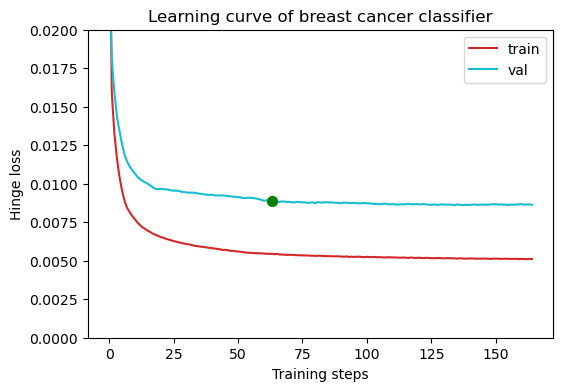 Learning curve of breast cancer classifier
train
val
Hinge loss
0.0200
0.0175
0.0150
0.0125
0.0100
0.0075
0.0050
0.0025
0.0000
0 25 50 75 100 125 150
Training steps